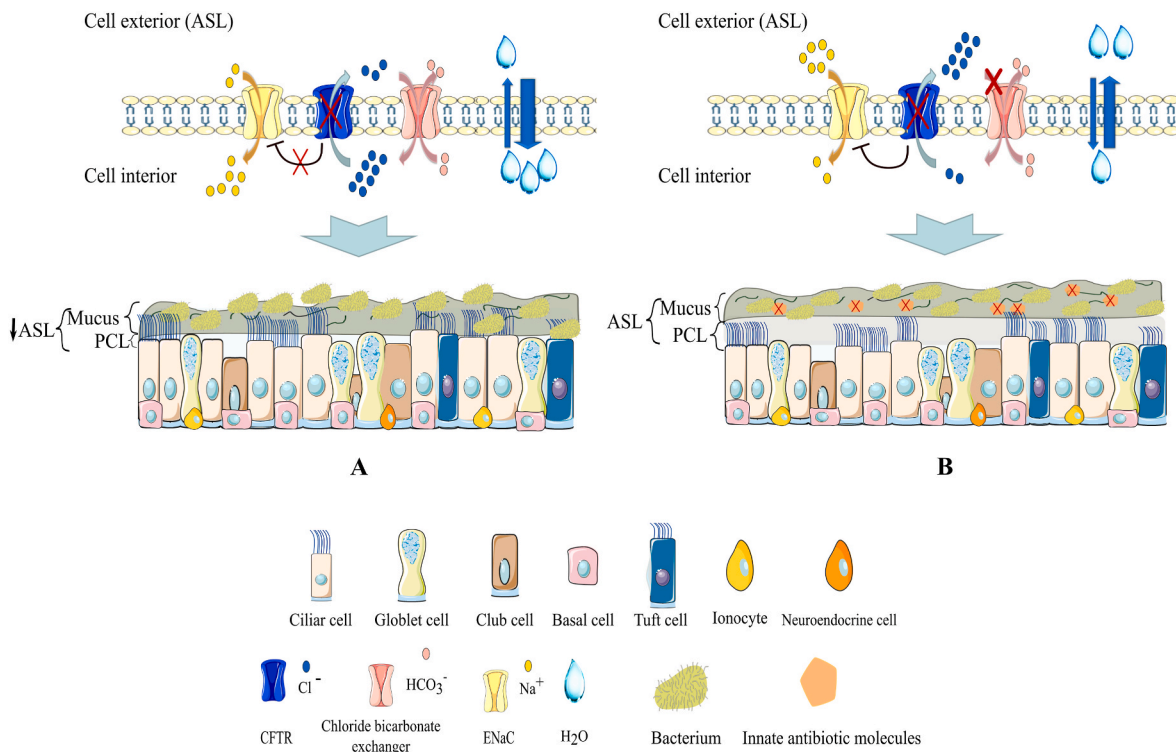 Cell exterior (ASL)
Cell interior
ASL
Mucus
PCL
A
Cell exterior (ASL)
Cell interior
ASL
Mucus
PCL
B
Ciliar cell
Globlet cell
Club cell
Basal cell
Tuft cell
Ionocyte
Neuroendocrine cell
Cl⁻
HCO₃⁻
Na⁺
CFTR
Chloride bicarbonate
exchanger
ENaC
H₂O
Bacterium
Innate antibiotic molecules